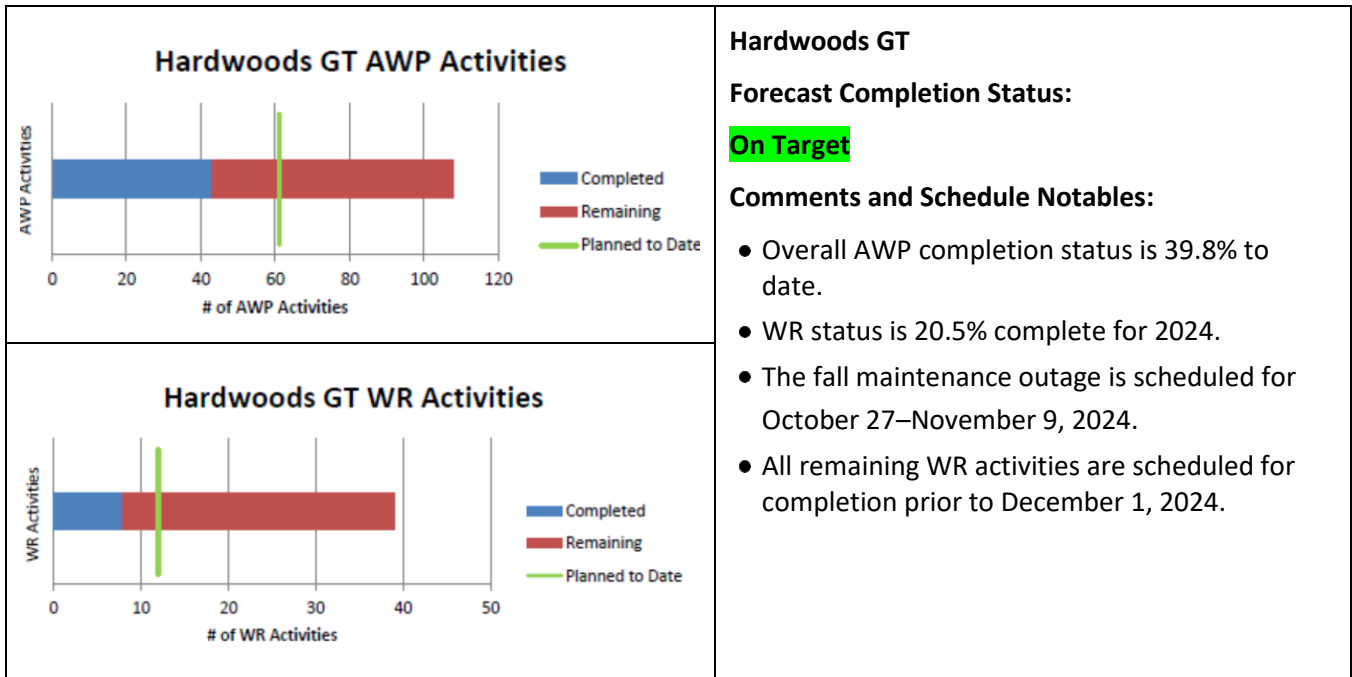 Hardwoods GT AWP Activities
AWP Activities
Completed
Remaining
Planned to Date
0 20 40 60 80 100 120
# of AWP Activities
Hardwoods GT WR Activities
WR Activities
Completed
Remaining
Planned to Date
0 10 20 30 40 50
# of WR Activities
Hardwoods GT
Forecast Completion Status:
On Target
Comments and Schedule Notables:
• Overall AWP completion status is 39.8% to
date.
• WR status is 20.5% complete for 2024.
• The fall maintenance outage is scheduled for
October 27–November 9, 2024.
• All remaining WR activities are scheduled for
completion prior to December 1, 2024.